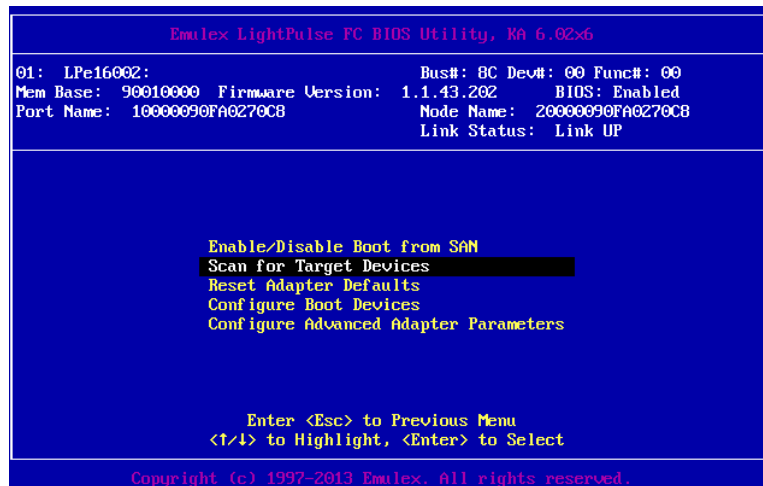 Emulex LightPulse FC BIOS Utility, KA 6.02x6
01: LPe16002: Bus#: 8C Dev#: 00 Func#: 00
Mem Base: 90010000 Firmware Version: 1.1.43.202 BIOS: Enabled
Port Name: 10000090FA0270C8 Node Name: 20000090FA0270C8
Link Status: Link UP
Enable/Disable Boot from SAN
Scan for Target Devices
Reset Adapter Defaults
Configure Boot Devices
Configure Advanced Adapter Parameters
Enter <Esc> to Previous Menu
<↑/↓> to Highlight, <Enter> to Select
Copyright (c) 1997-2013 Emulex. All rights reserved.